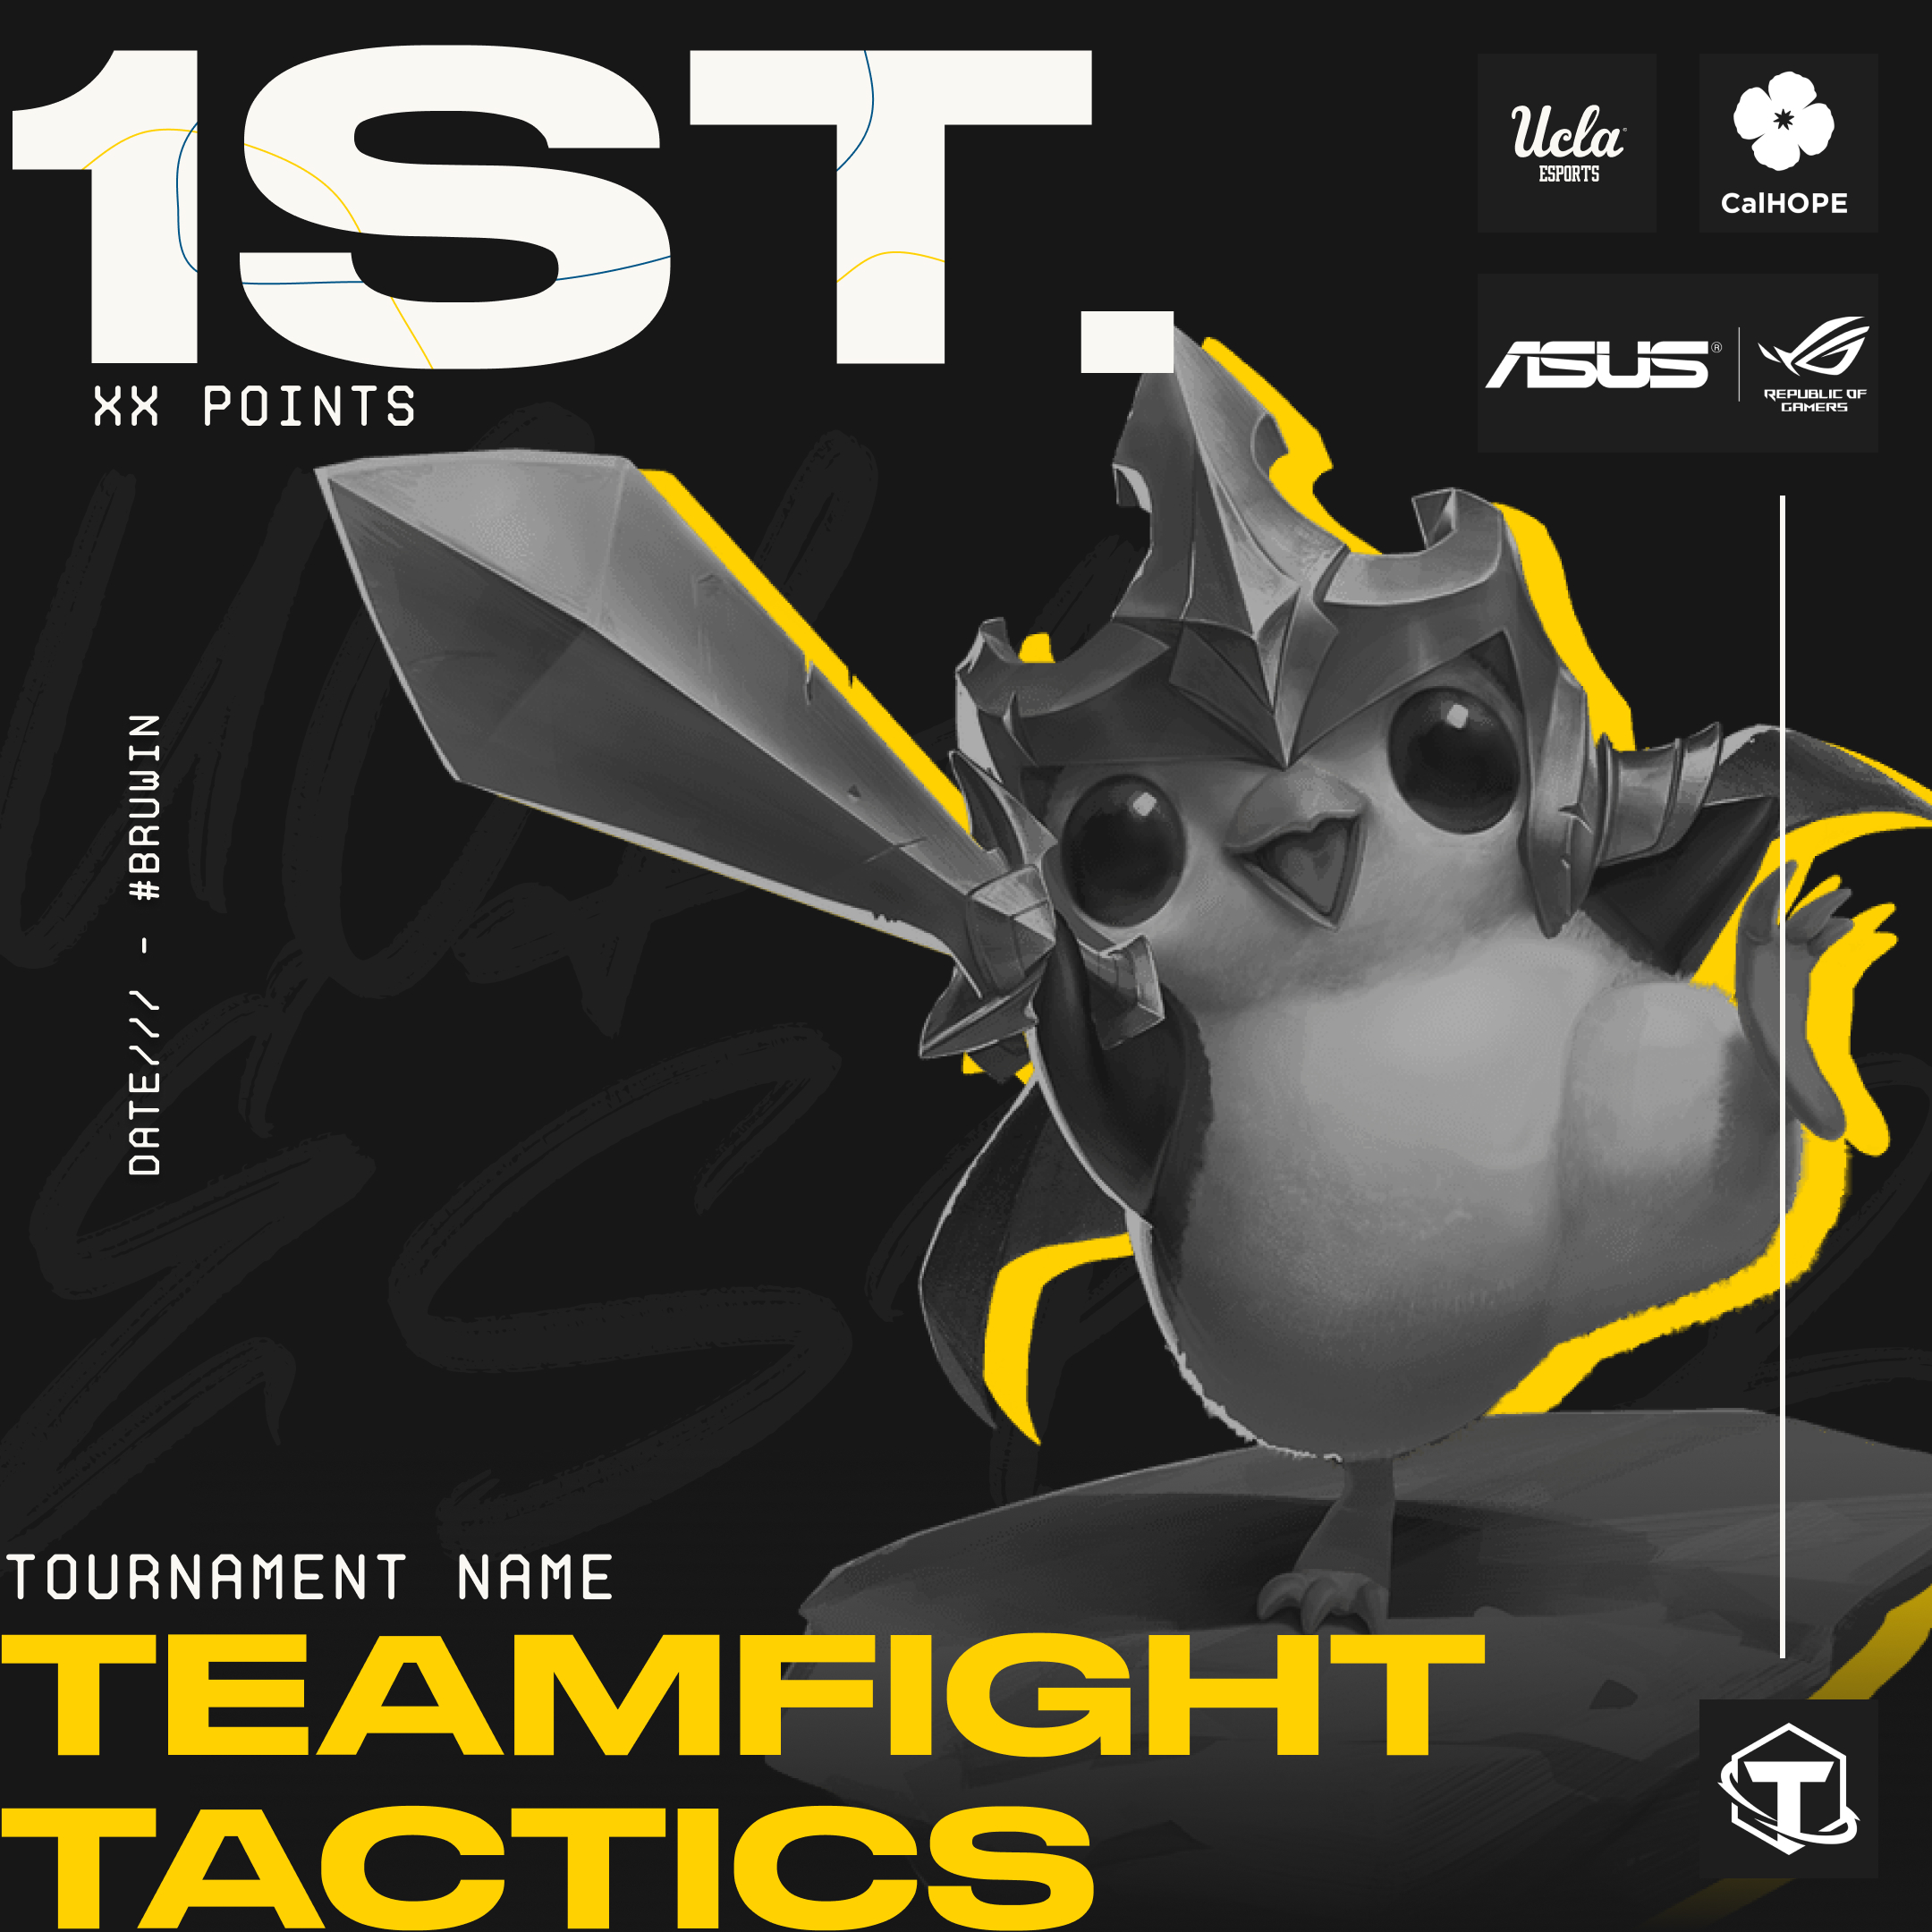 1ST.
XX POINTS
Ucla
ESPORTS
CalHOPE
ASUS®
REPUBLIC OF
GAMERS
DATE//// - #BRUWIN
TOURNAMENT NAME
TEAMFIGHT
TACTICS
T